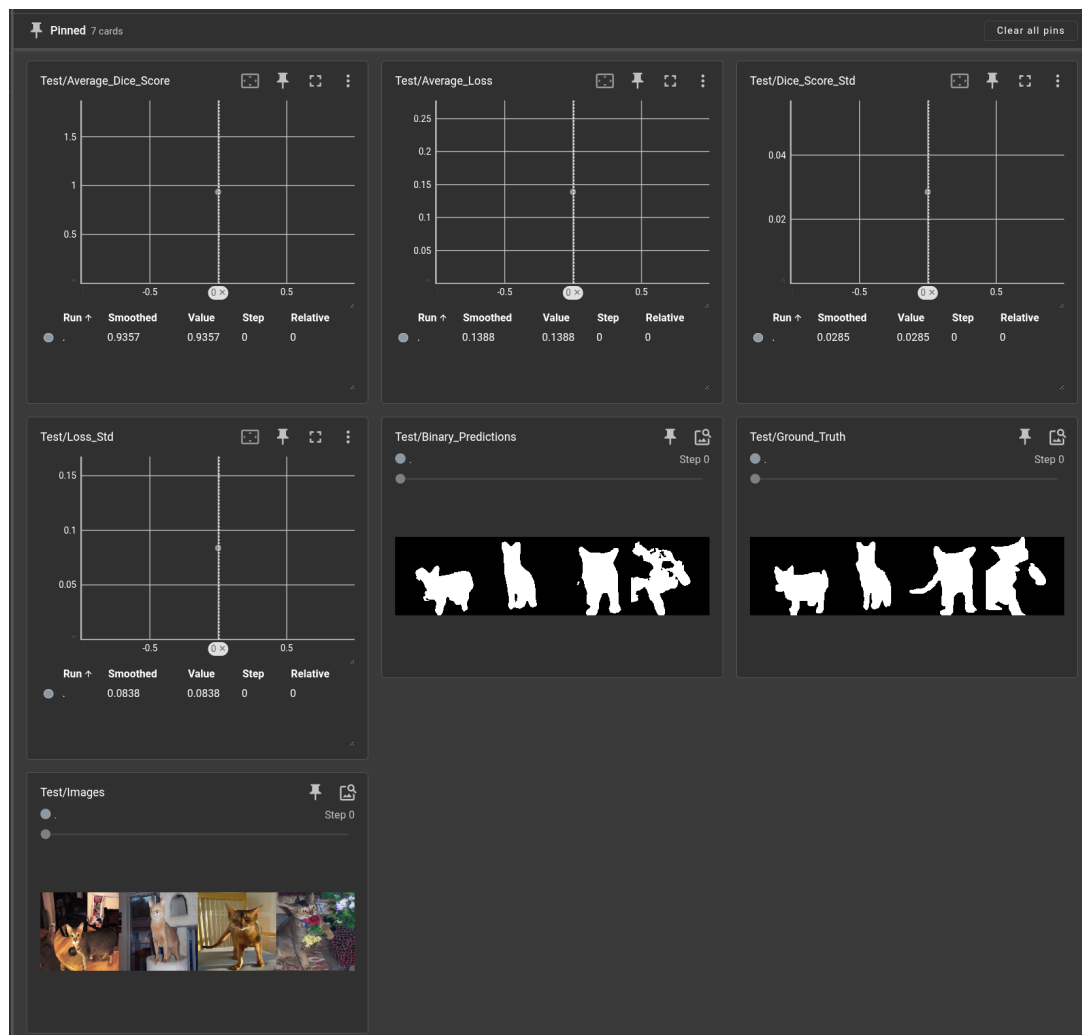 Pinned 7 cards
Clear all pins
Test/Average_Dice_Score
1.5
1
0.5
-0.5
0 ×
0.5
Run ↑ Smoothed Value Step Relative
. 0.9357 0.9357 0 0
Test/Average_Loss
0.25
0.2
0.15
0.1
0.05
-0.5
0 ×
0.5
Run ↑ Smoothed Value Step Relative
. 0.1388 0.1388 0 0
Test/Dice_Score_Std
0.04
0.02
-0.5
0 ×
0.5
Run ↑ Smoothed Value Step Relative
. 0.0285 0.0285 0 0
Test/Loss_Std
0.15
0.1
0.05
-0.5
0 ×
0.5
Run ↑ Smoothed Value Step Relative
. 0.0838 0.0838 0 0
Test/Binary_Predictions
. Step 0
Test/Ground_Truth
. Step 0
Test/Images
. Step 0